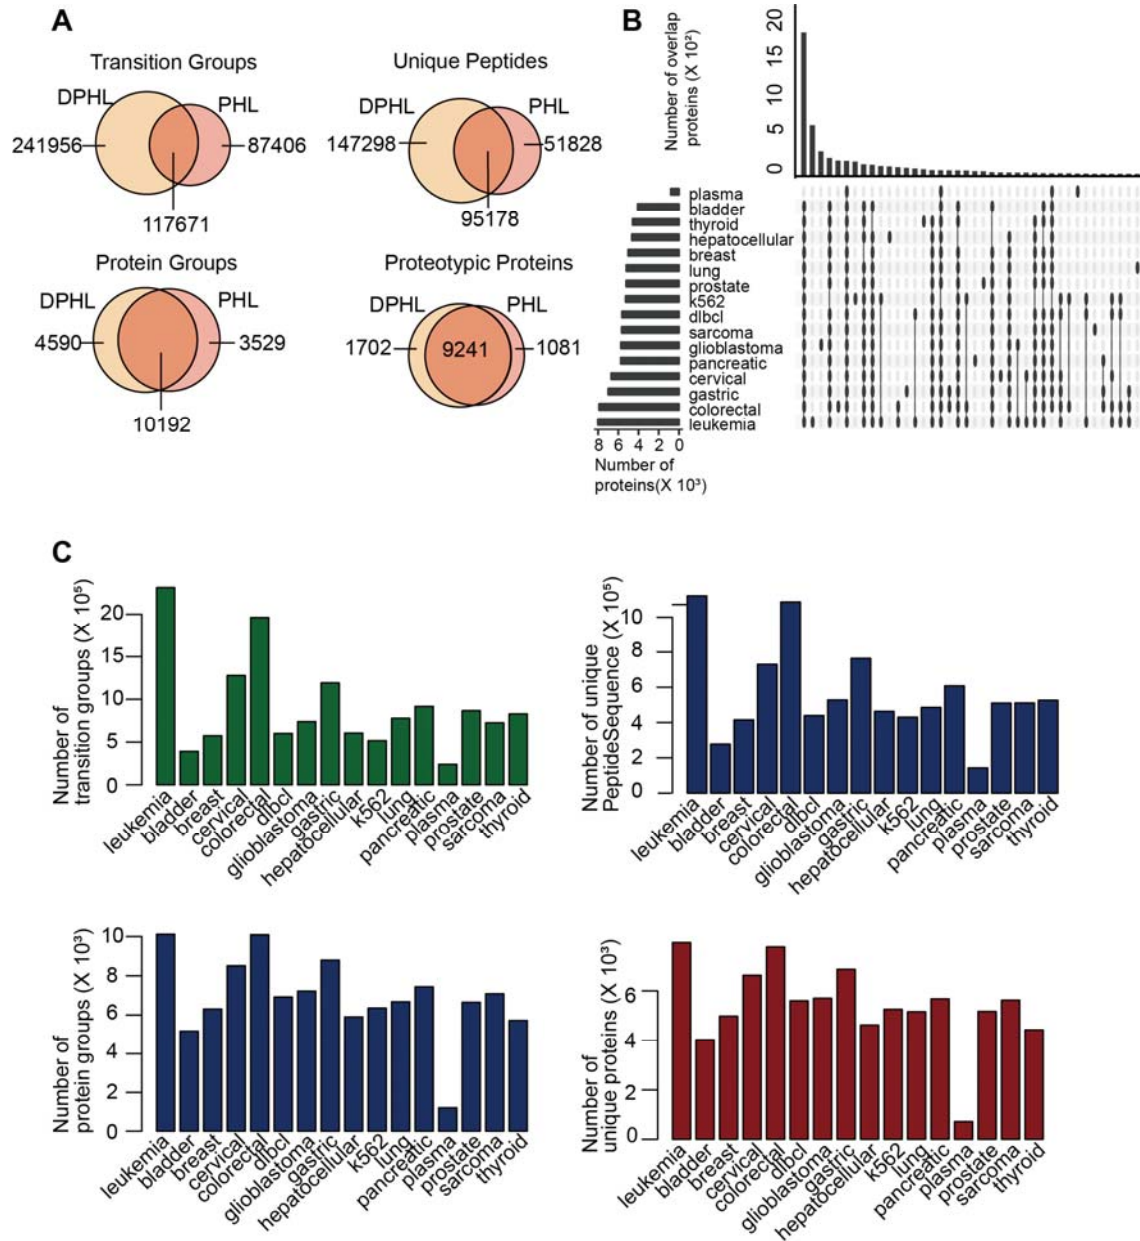 A
Transition Groups
DPHL
PHL
241956
87406
117671
Unique Peptides
DPHL
PHL
147298
51828
95178
Protein Groups
DPHL
PHL
4590
3529
10192
Proteotypic Proteins
DPHL
PHL
1702
9241
1081
B
Number of overlap
proteins (X 10²)
20
15
10
5
0
plasma
bladder
thyroid
hepatocellular
breast
lung
prostate
k562
dlbcl
sarcoma
glioblastoma
pancreatic
cervical
gastric
colorectal
leukemia
8 6 4 2 0
Number of
proteins(X 10³)
C
Number of
transition groups (X 10⁵)
20
15
10
5
0
leukemia
bladder
breast
cervical
colorectal
dlbcl
glioblastoma
gastric
hepatocellular
k562
lung
pancreatic
plasma
prostate
sarcoma
thyroid
Number of unique
PeptideSequence (X 10⁵)
10
8
6
4
2
0
leukemia
bladder
breast
cervical
colorectal
dlbcl
glioblastoma
gastric
hepatocellular
k562
lung
pancreatic
plasma
prostate
sarcoma
thyroid
Number of
protein groups (X 10³)
10
8
6
4
2
0
leukemia
bladder
breast
cervical
colorectal
dlbcl
glioblastoma
gastric
hepatocellular
k562
lung
pancreatic
plasma
prostate
sarcoma
thyroid
Number of
unique proteins (X 10³)
6
4
2
0
leukemia
bladder
breast
cervical
colorectal
dlbcl
glioblastoma
gastric
hepatocellular
k562
lung
pancreatic
plasma
prostate
sarcoma
thyroid